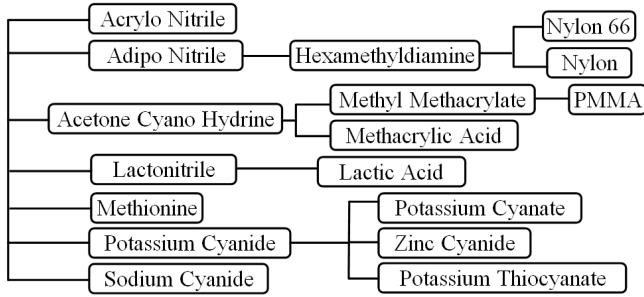 Acrylo Nitrile
Adipo Nitrile
Hexamethyldiamine
Nylon 66
Nylon
Acetone Cyano Hydrine
Methyl Methacrylate
PMMA
Methacrylic Acid
Lactonitrile
Lactic Acid
Methionine
Potassium Cyanide
Potassium Cyanate
Zinc Cyanide
Potassium Thiocyanate
Sodium Cyanide